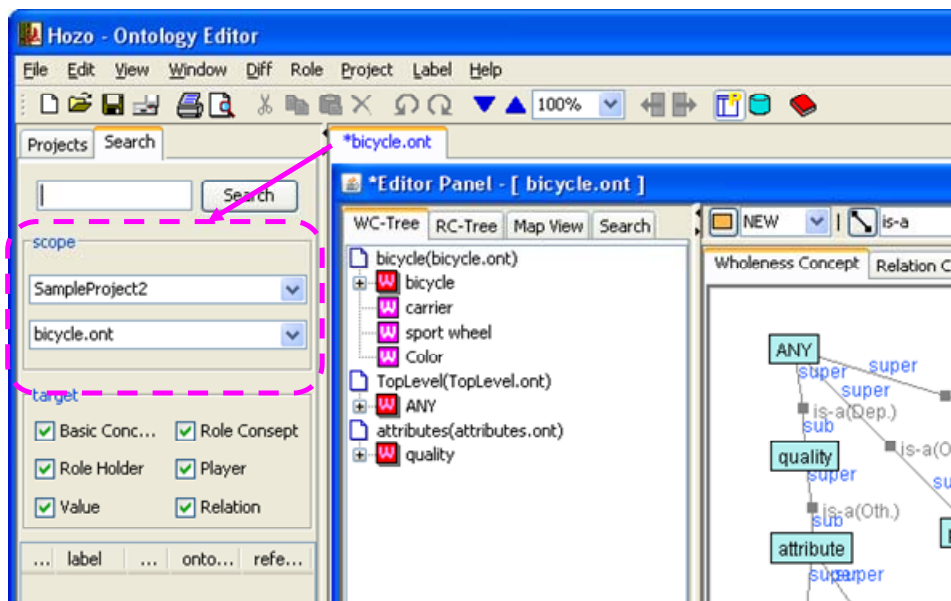 Hozo - Ontology Editor
File Edit View Window Diff Role Project Label Help
100%
Projects Search
*bicycle.ont
Search
*Editor Panel - [ bicycle.ont ]
WC-Tree RC-Tree Map View Search
NEW is-a
scope
SampleProject2
bicycle.ont
bicycle(bicycle.ont)
bicycle
carrier
sport wheel
Color
TopLevel(TopLevel.ont)
ANY
attributes(attributes.ont)
quality
Wholeness Concept Relation C
target
Basic Conc... Role Consept
Role Holder Player
Value Relation
... label ... onto... refe...
ANY
super super
super
is-a(Dep.)
sub
is-a(O
quality
super
su
is-a(Oth.)
sub
attribute
super super